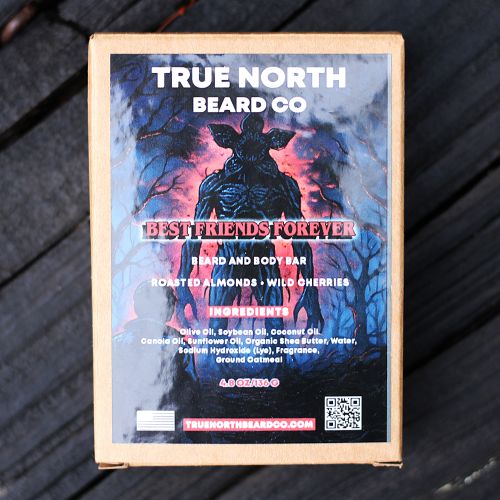 TRUE NORTH
BEARD CO
BEST FRIENDS FOREVER
BEARD AND BODY BAR
ROASTED ALMONDS • WILD CHERRIES
INGREDIENTS
Olive Oil, Soybean Oil, Coconut Oil,
Canola Oil, Sunflower Oil, Organic Shea Butter, Water,
Sodium Hydroxide (Lye), Fragrance,
Ground Oatmeal
4.8 OZ/136 G
TRUENORTHBEARDCO.COM